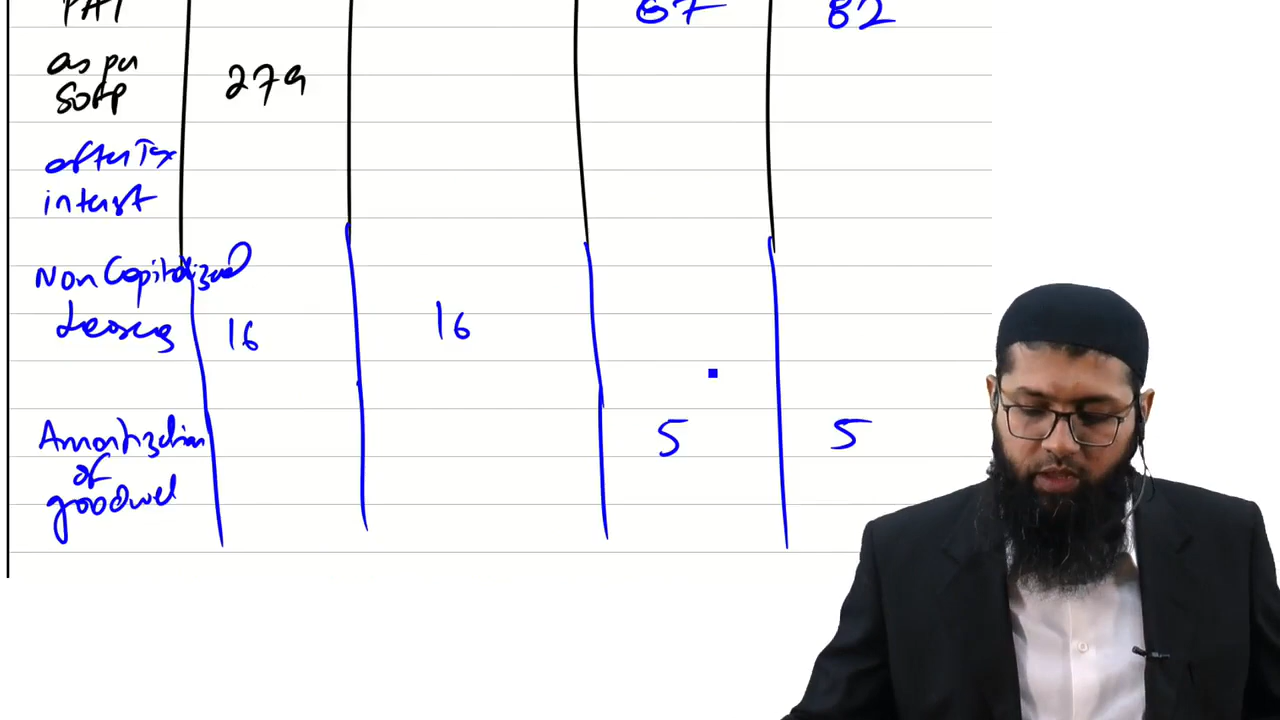 PAT 67 82
as per
SOFP 279
after Tax
interest
Non Capitalized
Leases 16 16
Amortization 5 5
of
goodwill